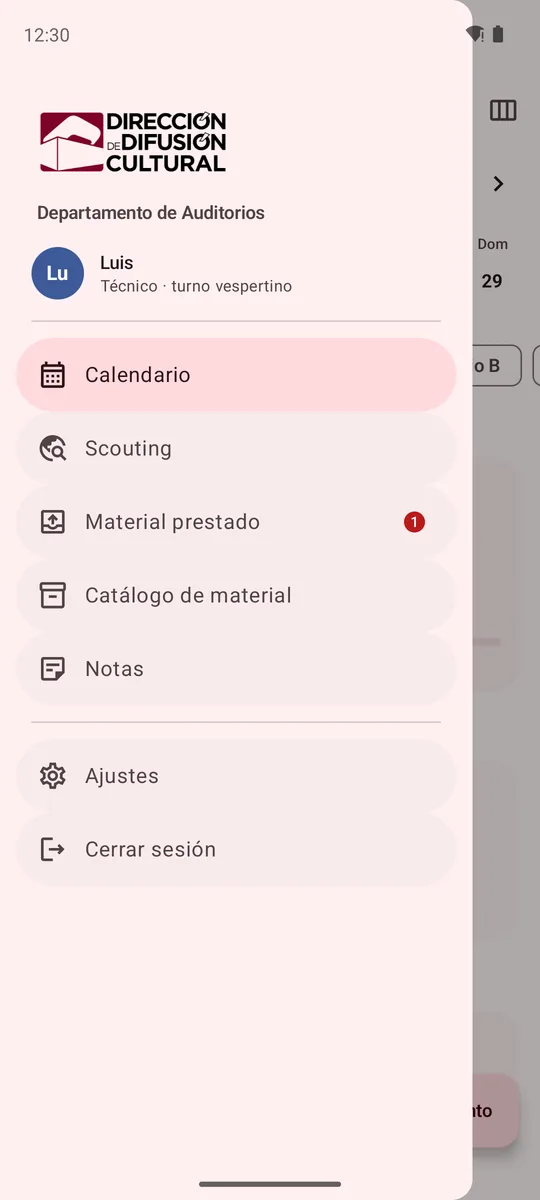 12:30
DIRECCIÓN
DE DIFUSIÓN
CULTURAL
Departamento de Auditorios
Lu
Luis
Técnico · turno vespertino
Calendario
Scouting
Material prestado
1
Catálogo de material
Notas
Ajustes
Cerrar sesión
Dom
29
o B
nto